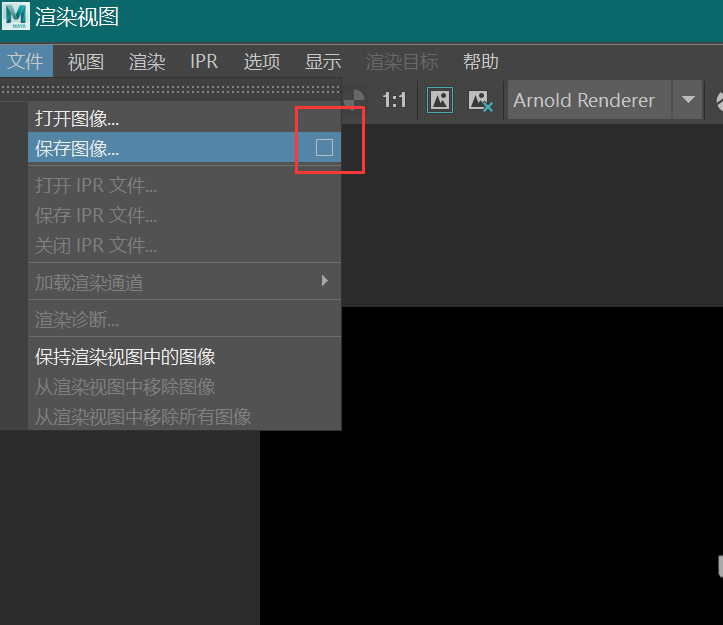 MAYA 渲染视图
文件 视图 渲染 IPR 选项 显示 渲染目标 帮助
1:1 Arnold Renderer
打开图像...
保存图像...
打开 IPR 文件...
保存 IPR 文件...
关闭 IPR 文件...
加载渲染通道
渲染诊断...
保持渲染视图中的图像
从渲染视图中移除图像
从渲染视图中移除所有图像